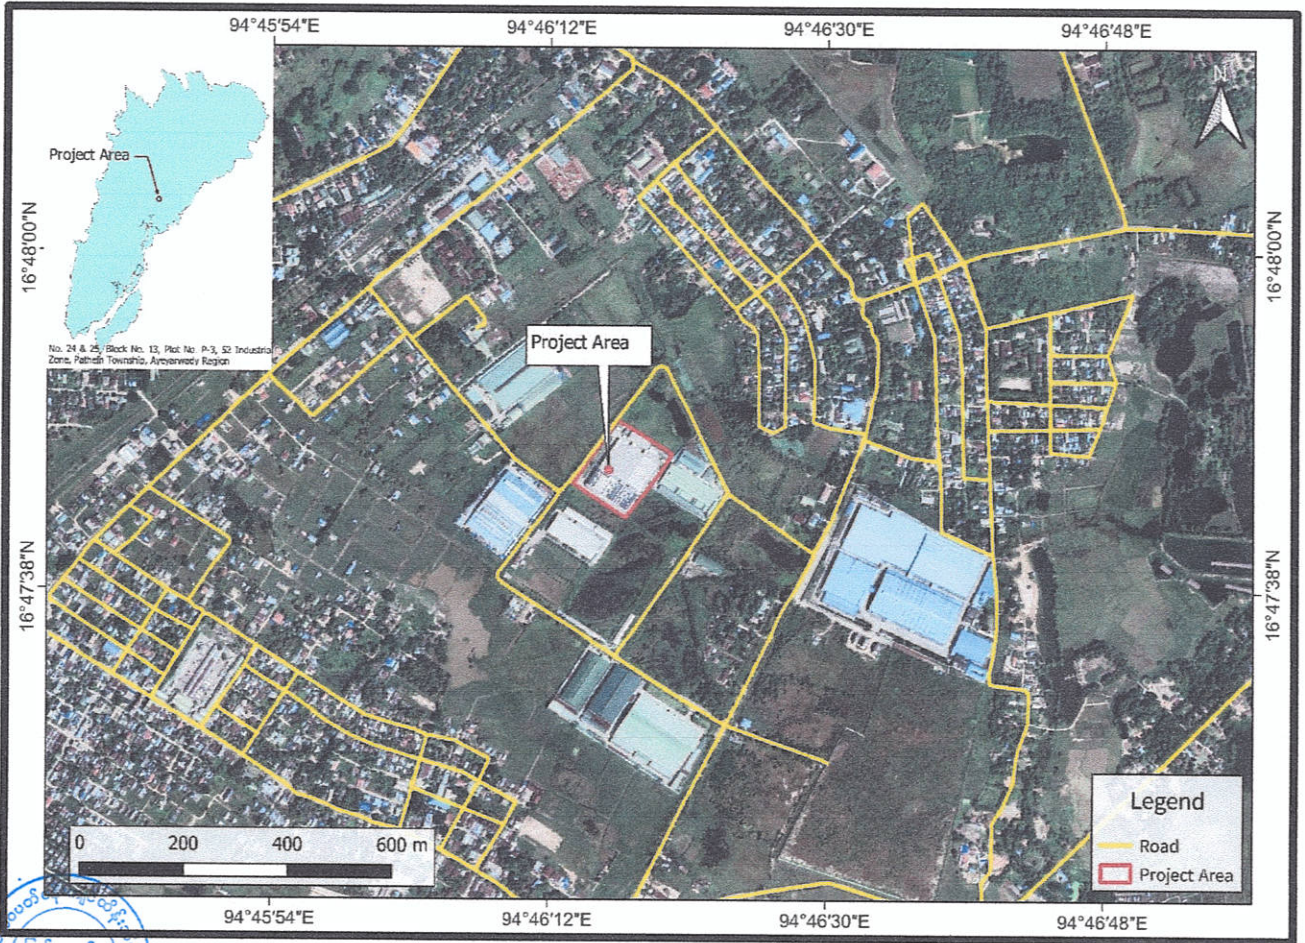 94°45'54"E 94°46'12"E 94°46'30"E 94°46'48"E
N
Project Area
16°48'00"N
16°48'00"N
Project Area
No. 24 & 25, Block No. 13, Plot No. P-3, 52 Industrial
Zone, Pathein Township, Ayeyarwady Region
16°47'38"N
16°47'38"N
Legend
Road
Project Area
0 200 400 600 m
94°45'54"E 94°46'12"E 94°46'30"E 94°46'48"E